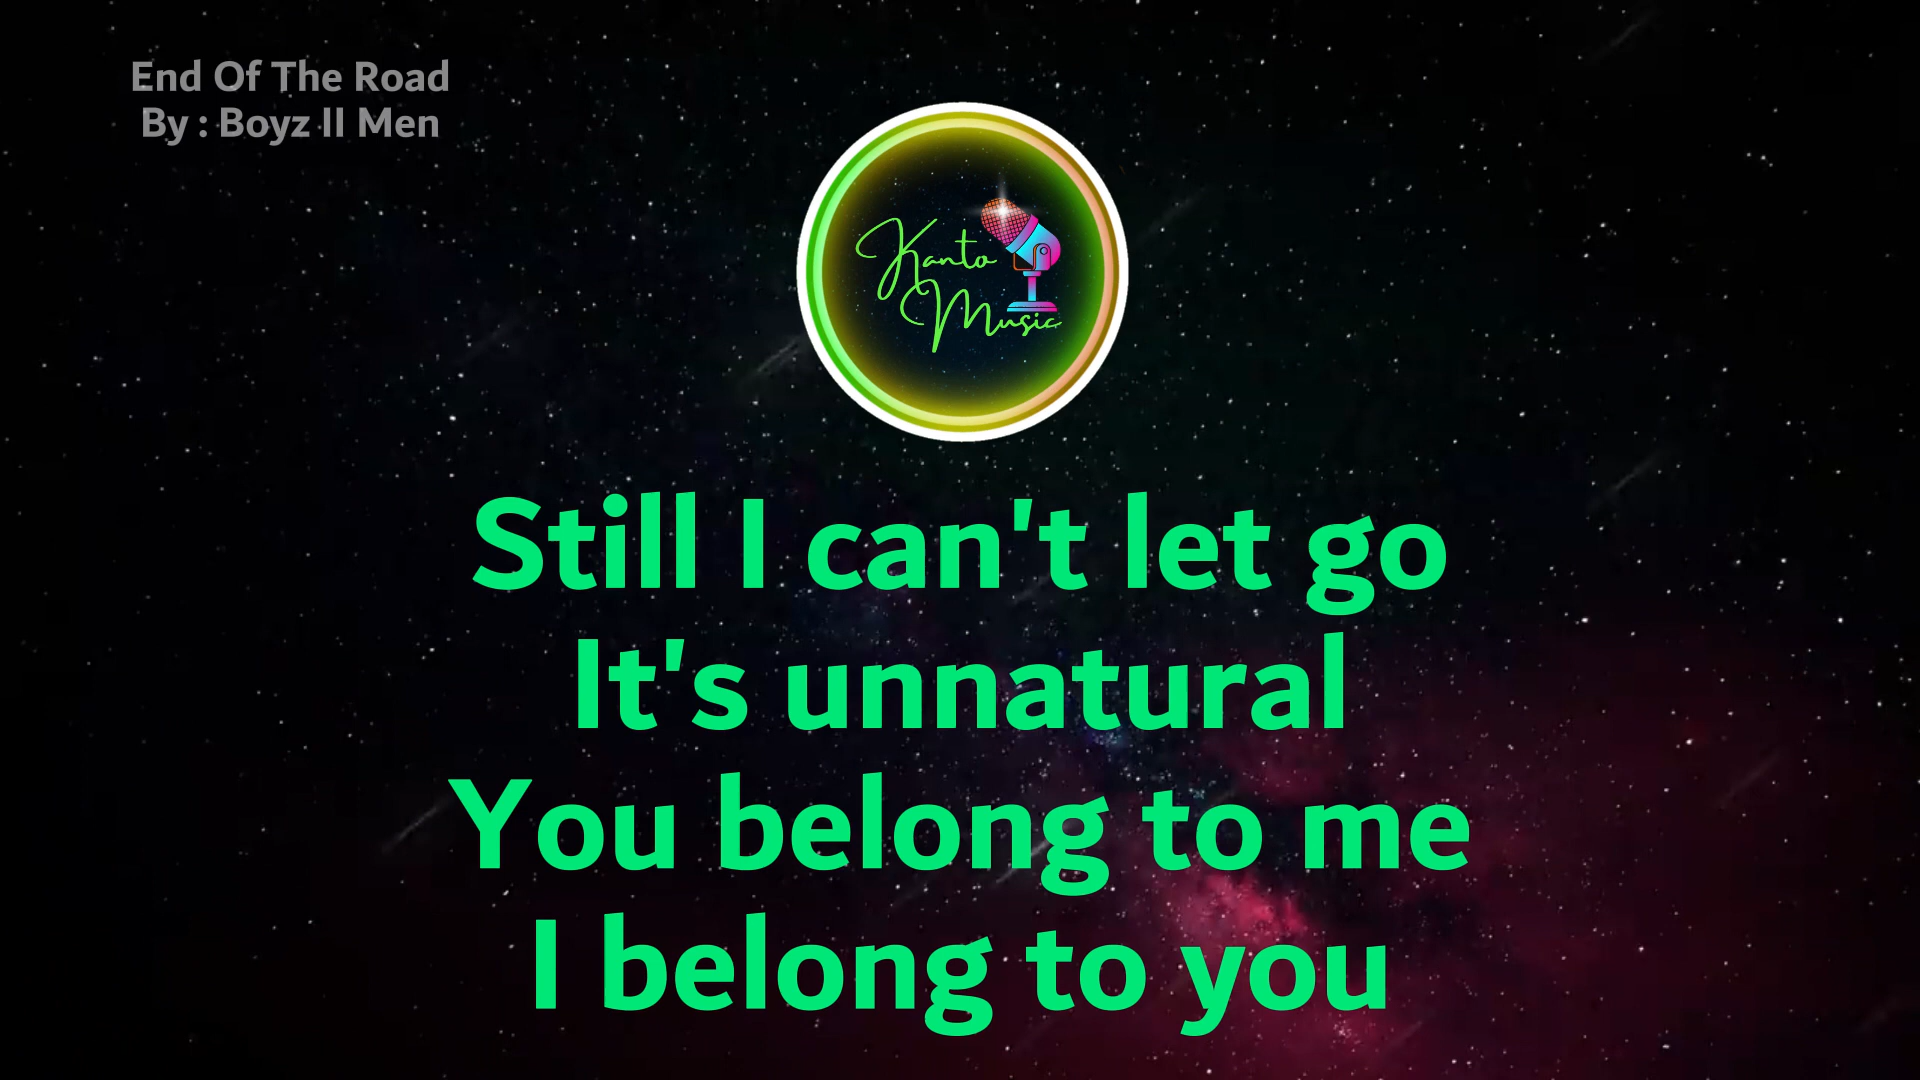 End Of The Road
By : Boyz II Men
Kanto
Music
Still I can't let go
It's unnatural
You belong to me
I belong to you